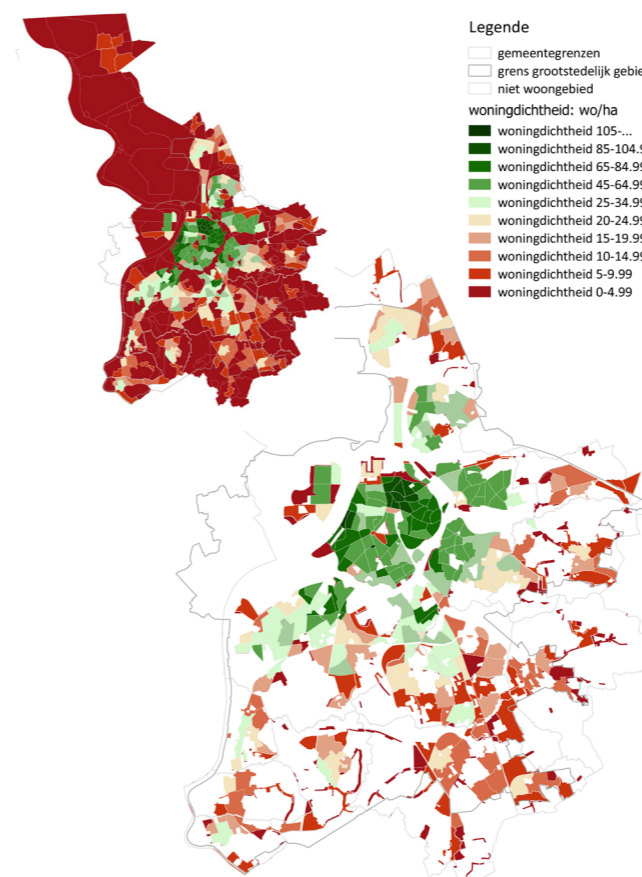 Legende
gemeentegrenzen
grens grootstedelijk gebie
niet woongebied
woningdichtheid: wo/ha
woningdichtheid 105-...
woningdichtheid 85-104.9
woningdichtheid 65-84.99
woningdichtheid 45-64.99
woningdichtheid 25-34.99
woningdichtheid 20-24.99
woningdichtheid 15-19.99
woningdichtheid 10-14.99
woningdichtheid 5-9.99
woningdichtheid 0-4.99